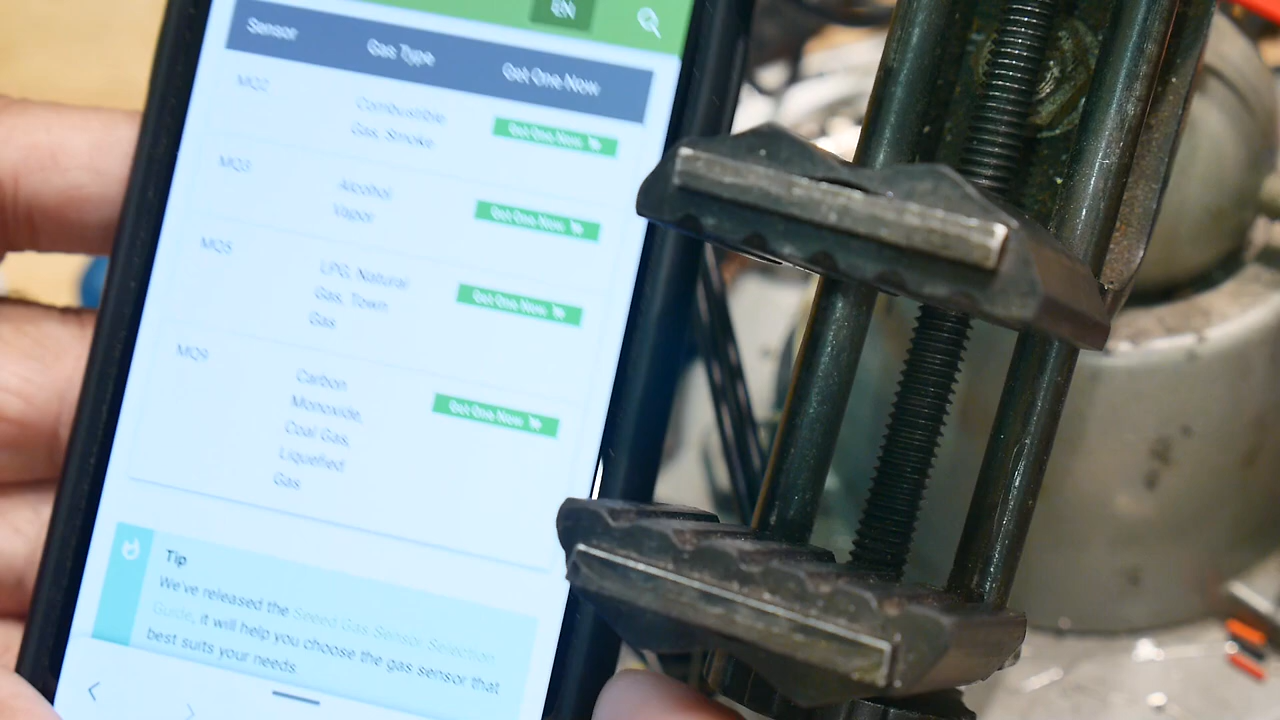 EN
Sensor Gas Type Get One Now
MQ2 Combustible Get One Now
Gas, Smoke
MQ3 Alcohol Get One Now
Vapor
MQ5 LPG, Natural Get One Now
Gas, Town
Gas
MQ9 Carbon Get One Now
Monoxide,
Coal Gas,
Liquefied
Gas
Tip
We've released the Seeed Gas Sensor Selection
Guide, it will help you choose the gas sensor that
best suits your needs.